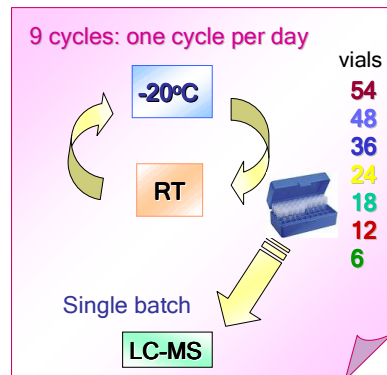 9 cycles: one cycle per day
vials
-20ºC
54
48
36
24
18
12
6
RT
Single batch
LC-MS